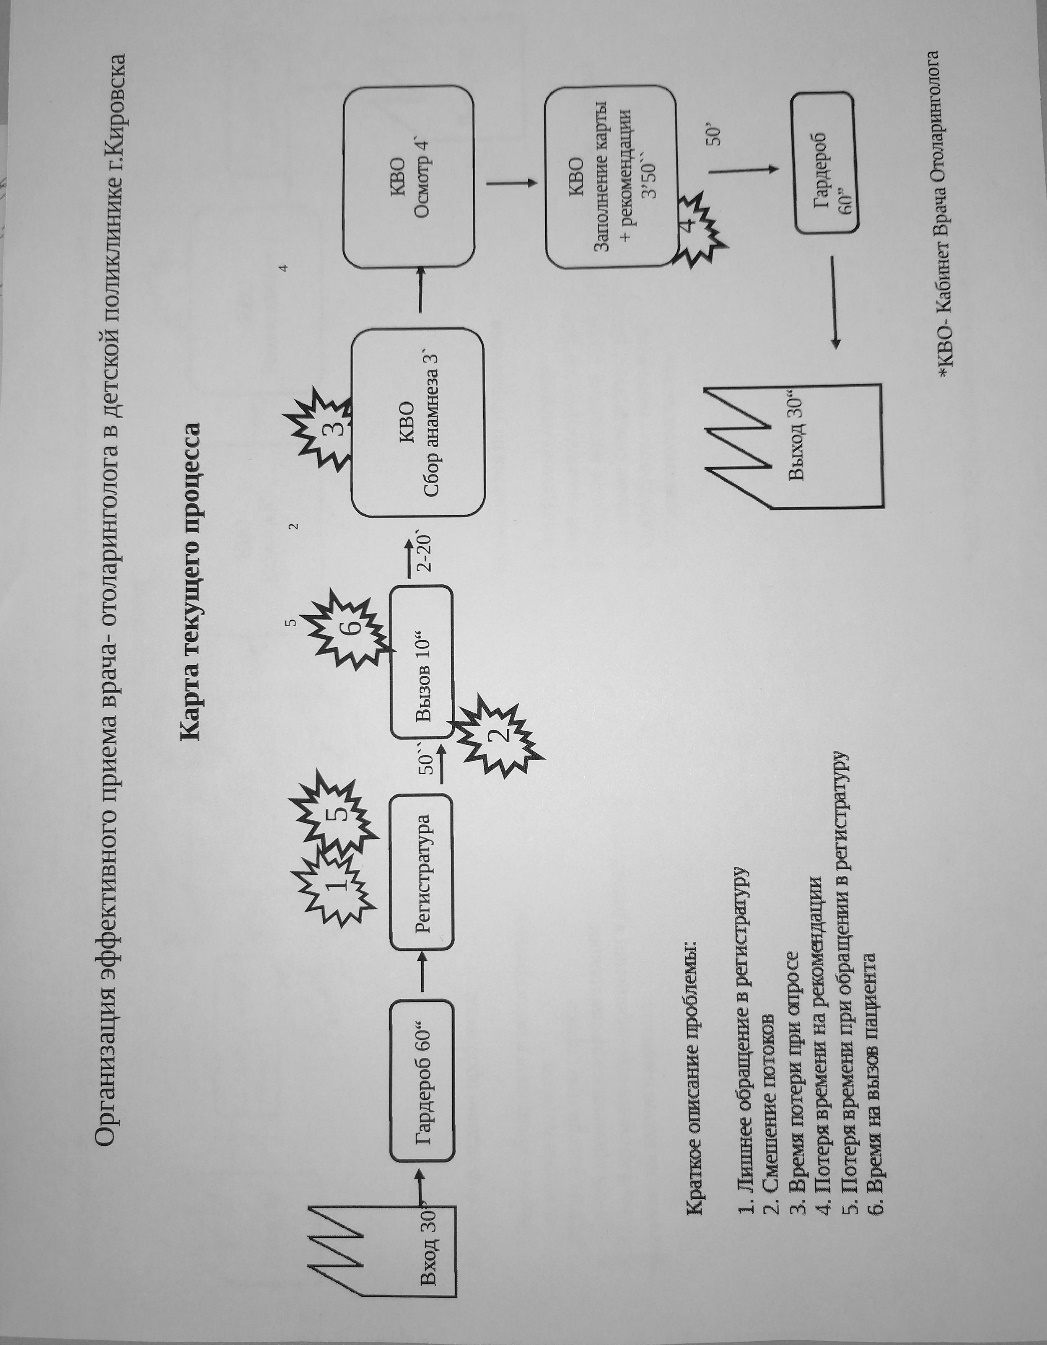 Организация эффективного приема врача- отоларинголога в детской поликлинике г.Кировска
Карта текущего процесса
Вход 30”
Гардероб 60“
1
5
Регистратура
50``
2
Вызов 10“
6
5
2-20`
2
3
КВО
Сбор анамнеза 3`
4
КВО
Осмотр 4`
КВО
Заполнение карты
+ рекомендации
3’50``
4
50’
Гардероб
60”
Выход 30“
Краткое описание проблемы:
1. Лишнее обращение в регистратуру
2. Смешение потоков
3. Время потери при опросе
4. Потеря времени на рекомендации
5. Потеря времени при обращении в регистратуру
6. Время на вызов пациента
*КВО- Кабинет Врача Отоларинголога